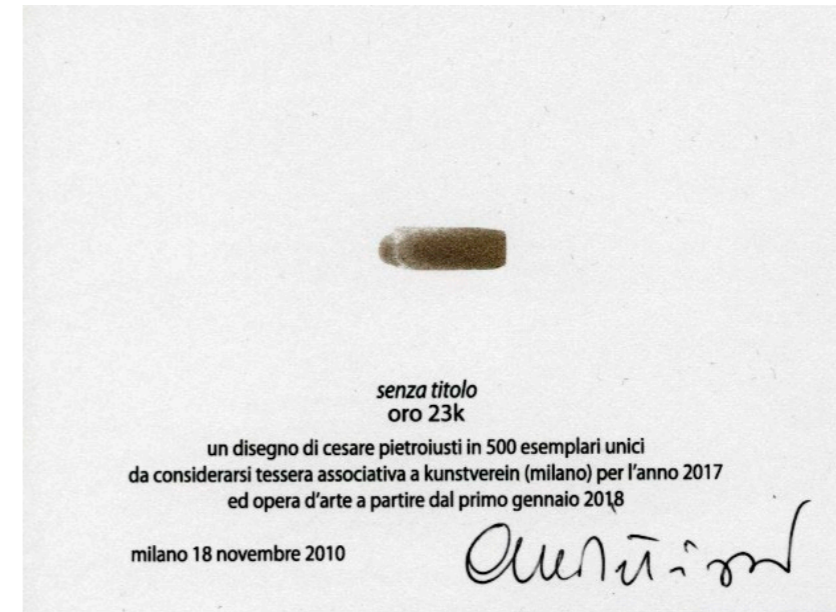 senza titolo
oro 23k
un disegno di cesare pietroiusti in 500 esemplari unici
da considerarsi tessera associativa a kunstverein (milano) per l'anno 2017
ed opera d'arte a partire dal primo gennaio 2018
milano 18 novembre 2010